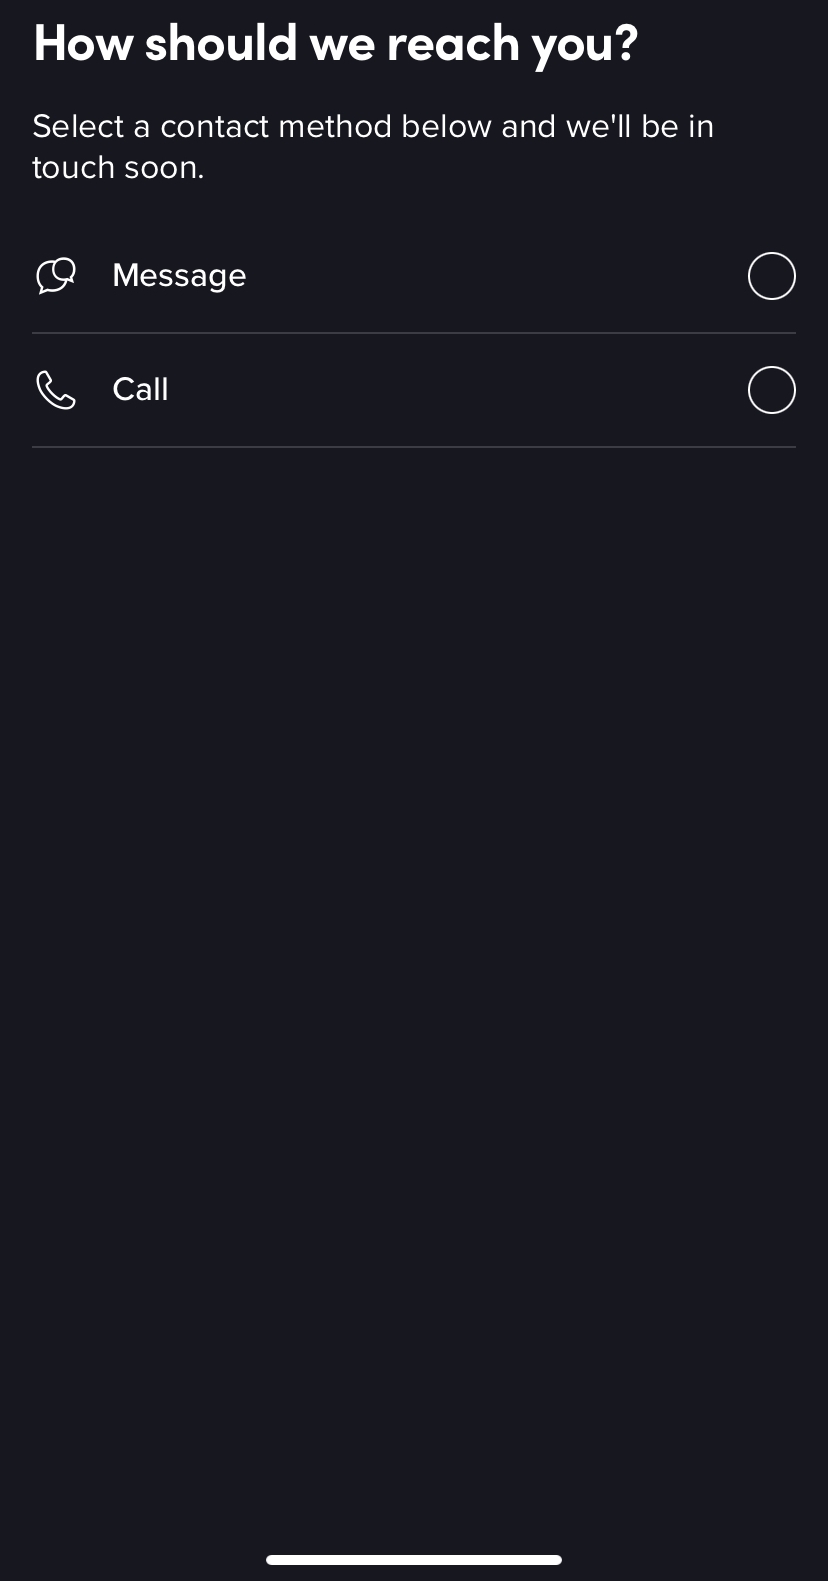 How should we reach you?
Select a contact method below and we'll be in
touch soon.
Message
Call